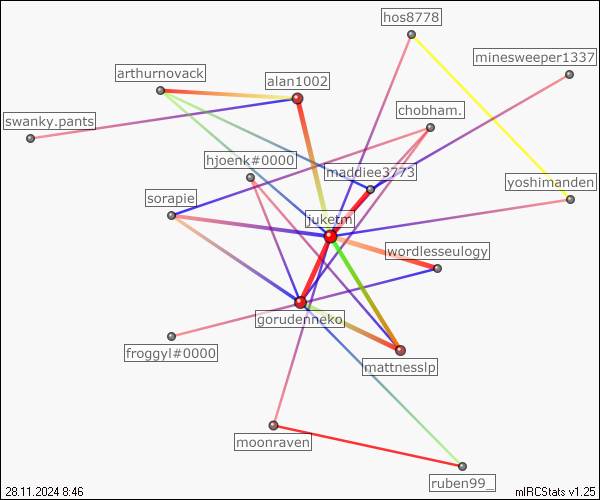 hos8778
minesweeper1337
arthurnovack
alan1002
chobham.
swanky.pants
hjoenk#0000
maddiee3773
yoshimanden
sorapie
juketm
wordlesseulogy
gorudenneko
froggyl#0000
mattnesslp
moonraven
ruben99_
28.11.2024 8:46
mIRCStats v1.25